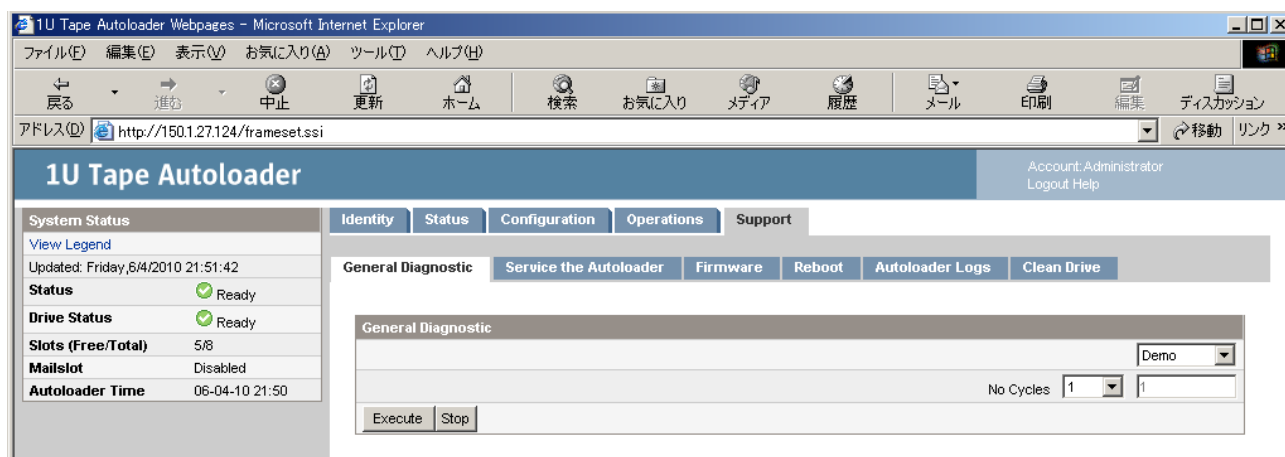 1U Tape Autoloader Webpages - Microsoft Internet Explorer
ファイル(F) 編集(E) 表示(V) お気に入り(A) ツール(T) ヘルプ(H)
戻る 進む 中止 更新 ホーム 検索 お気に入り メディア 履歴 メール 印刷 編集 ディスカッション
アドレス(D) http://150.1.27.124/frameset.ssi 移動 リンク »
1U Tape Autoloader
Account:Administrator
Logout Help
System Status
View Legend
Updated: Friday,6/4/2010 21:51:42
Status Ready
Drive Status Ready
Slots (Free/Total) 5/8
Mailslot Disabled
Autoloader Time 06-04-10 21:50
Identity Status Configuration Operations Support
General Diagnostic Service the Autoloader Firmware Reboot Autoloader Logs Clean Drive
General Diagnostic
Demo
No Cycles 1 1
Execute Stop